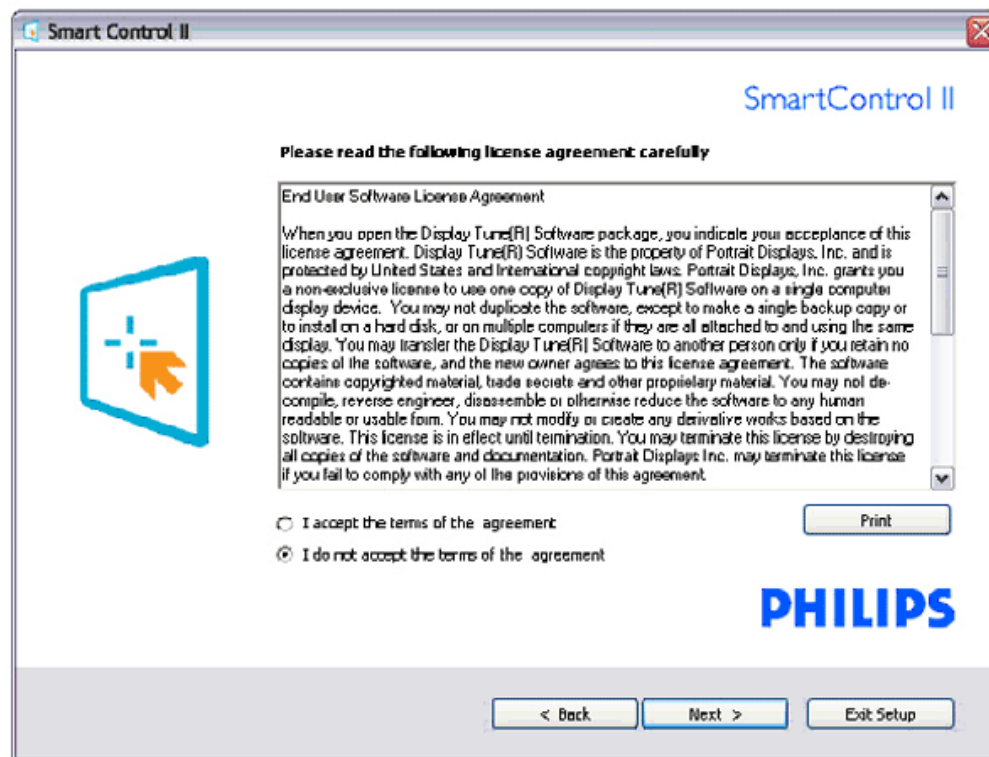 Smart Control II
SmartControl II
Please read the following license agreement carefully
End User Software License Agreement
When you open the Display Tune(R) Software package, you indicate your acceptance of this
license agreement. Display Tune(R) Software is the property of Portrait Displays, Inc. and is
protected by United States and International copyright laws. Portrait Displays, Inc. grants you
a non-exclusive license to use one copy of Display Tune(R) Software on a single computer
display device. You may not duplicate the software, except to make a single backup copy or
to install on a hard disk, or on multiple computers if they are all attached to and using the same
display. You may transfer the Display Tune(R) Software to another person only if you retain no
copies of the software, and the new owner agrees to this license agreement. The software
contains copyrighted material, trade secrets and other proprietary material. You may not de-
compile, reverse engineer, disassemble or otherwise reduce the software to any human
readable or usable form. You may not modify or create any derivative works based on the
software. This license is in effect until termination. You may terminate this license by destroying
all copies of the software and documentation. Portrait Displays Inc. may terminate this license
if you fail to comply with any of the provisions of this agreement.
I accept the terms of the agreement
Print
I do not accept the terms of the agreement
PHILIPS
< Back
Next >
Exit Setup